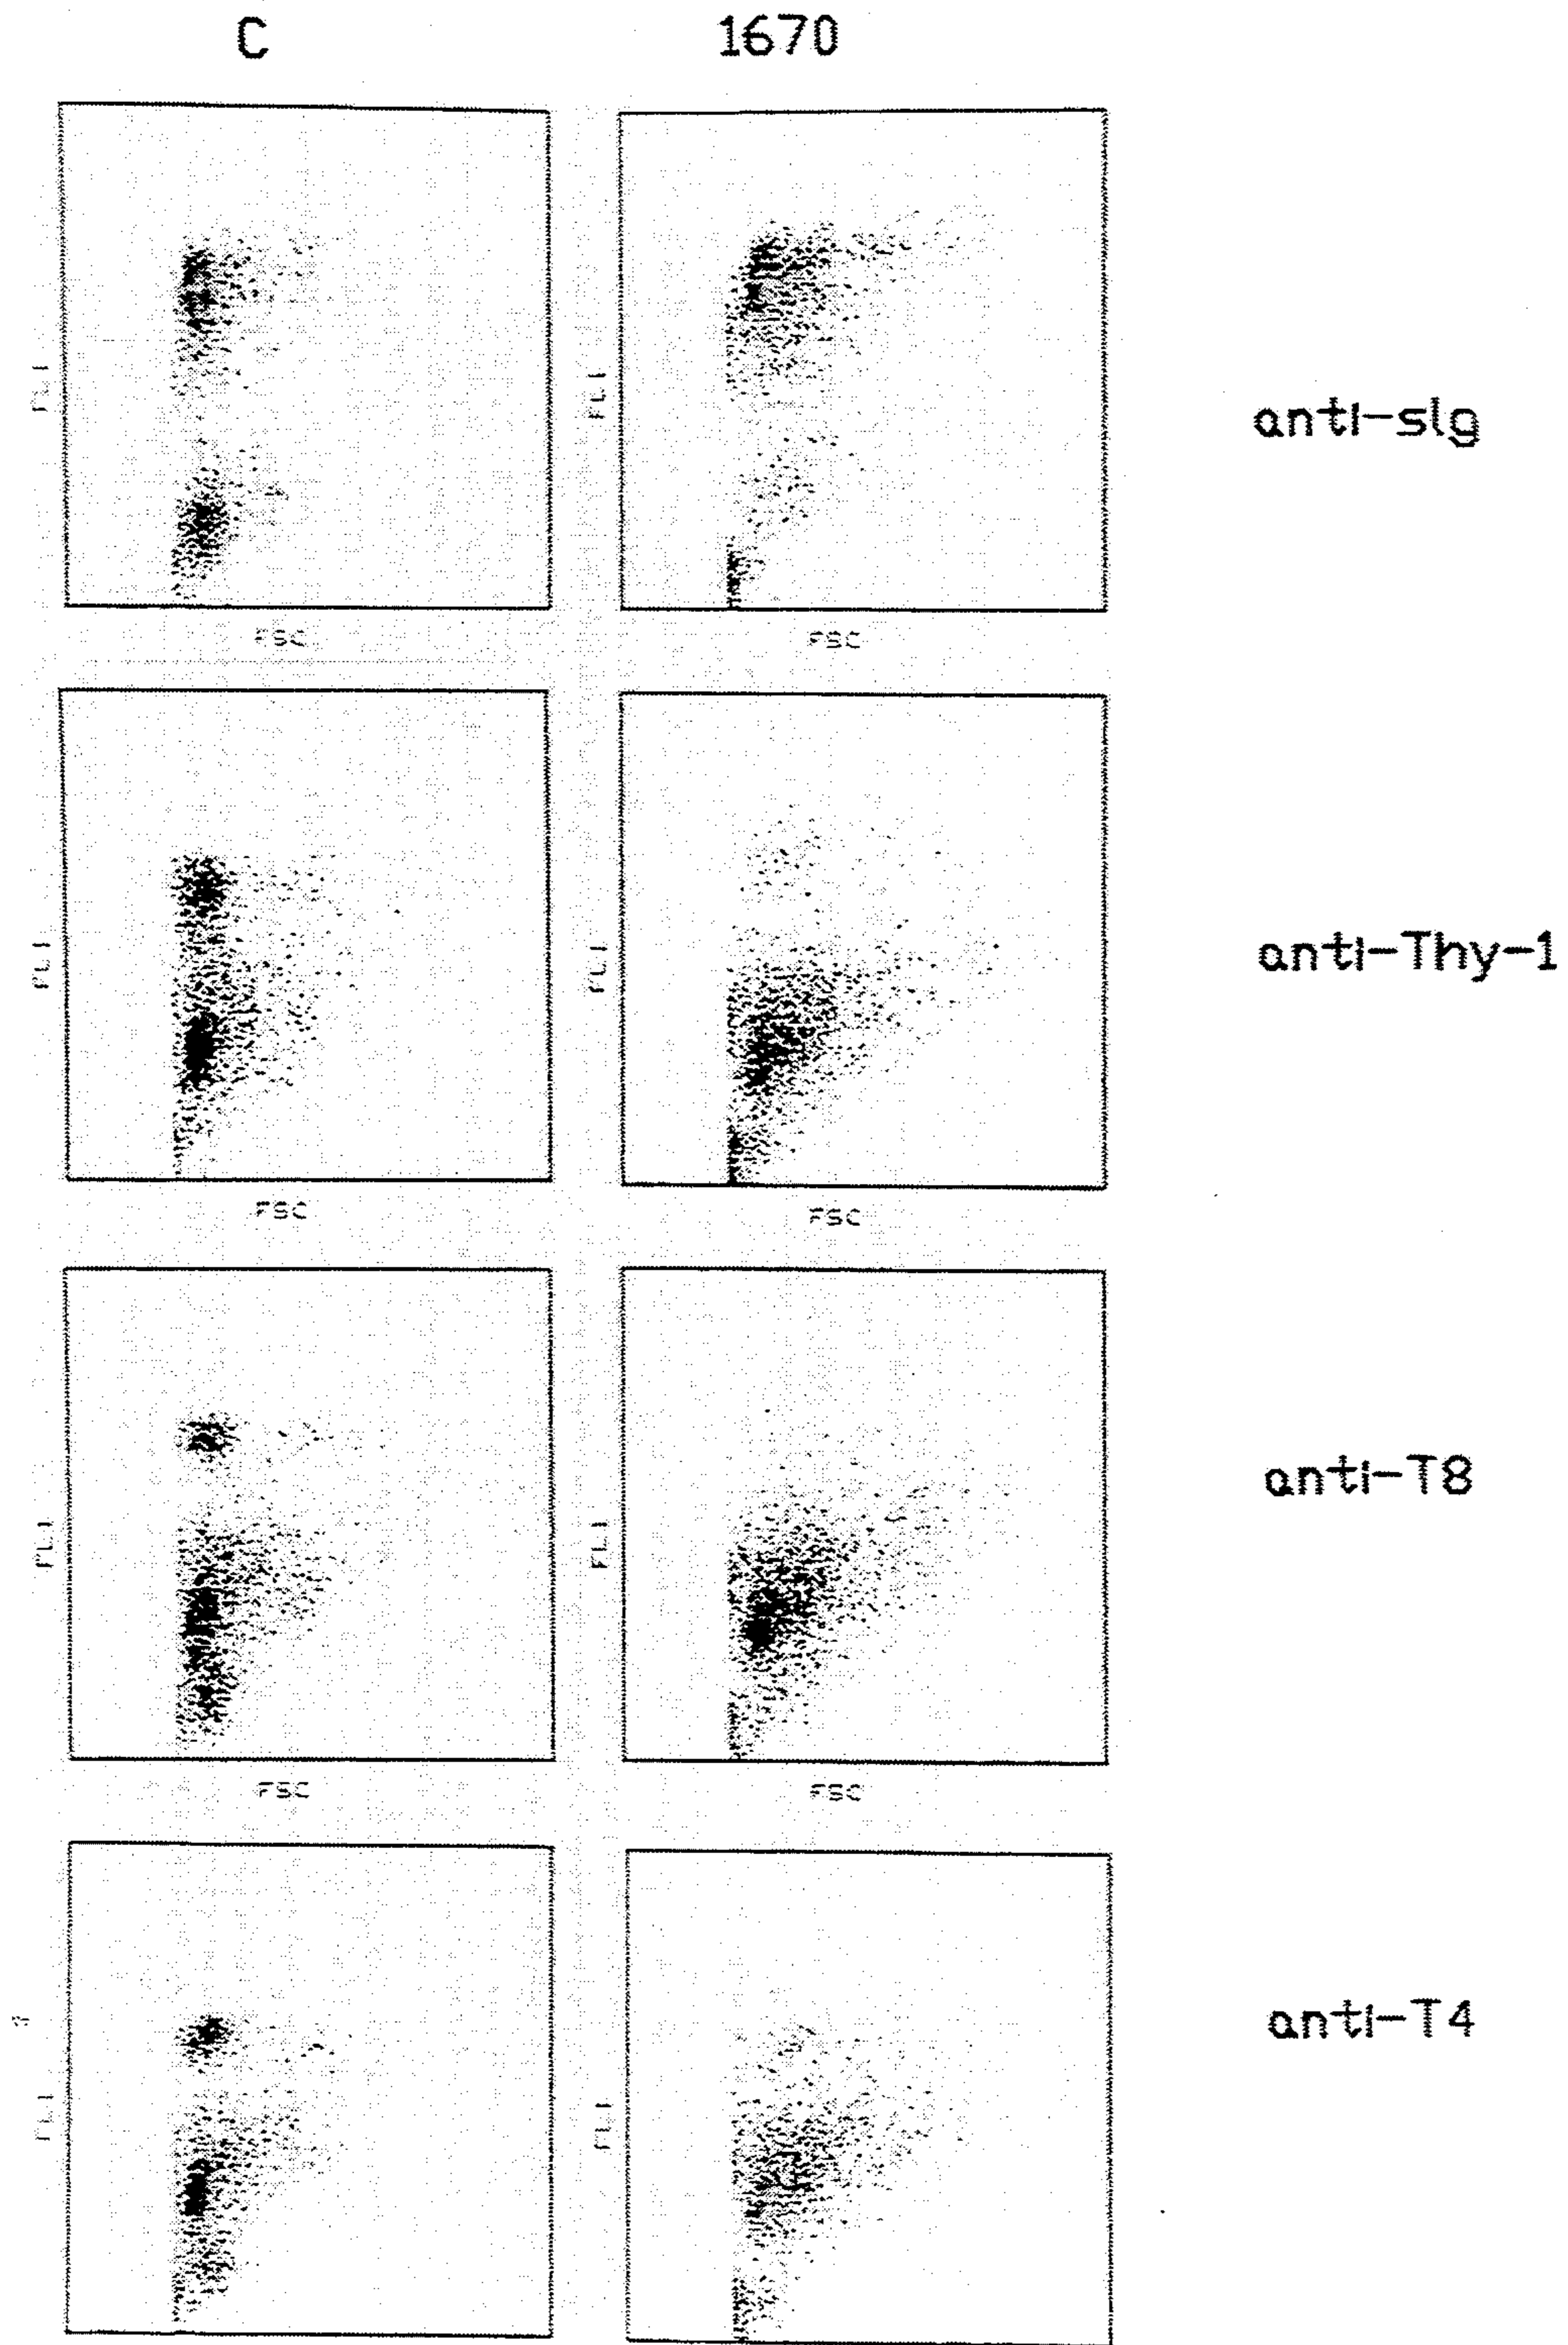 C 1670
FL1 FL1 anti-sIg
FSC FSC
FL1 FL1 anti-Thy-1
FSC FSC
FL1 FL1 anti-T8
FSC FSC
FL1 FL1 anti-T4